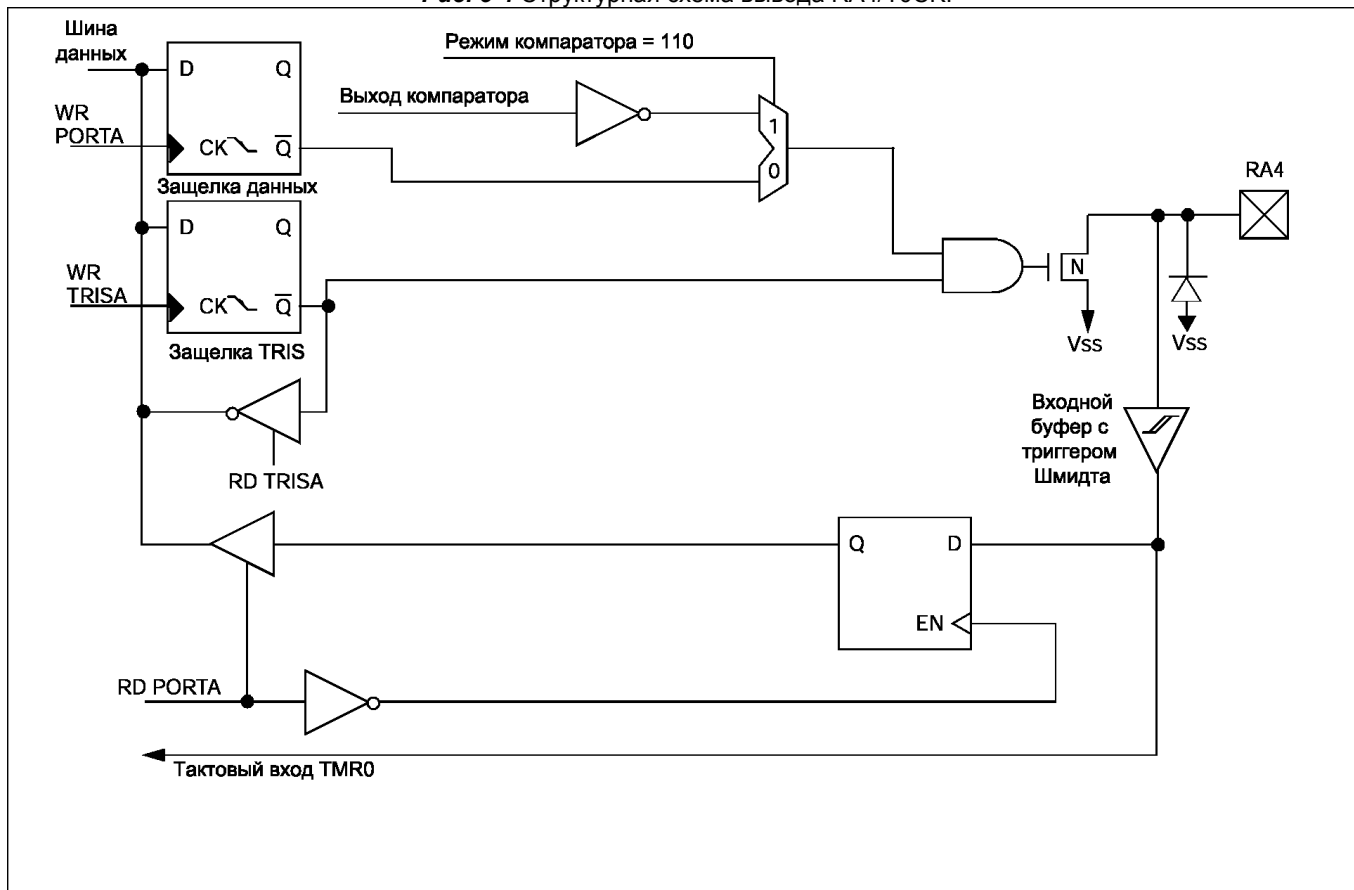 Шина
данных
D Q
WR
PORTA
CK Q
Защелка данных
Режим компаратора = 110
Выход компаратора
1
0
D Q
WR
TRISA
CK Q
Защелка TRIS
RD TRISA
N
RA4
Vss
Vss
Входной
буфер с
триггером
Шмидта
Q D
EN
RD PORTA
Тактовый вход TMR0